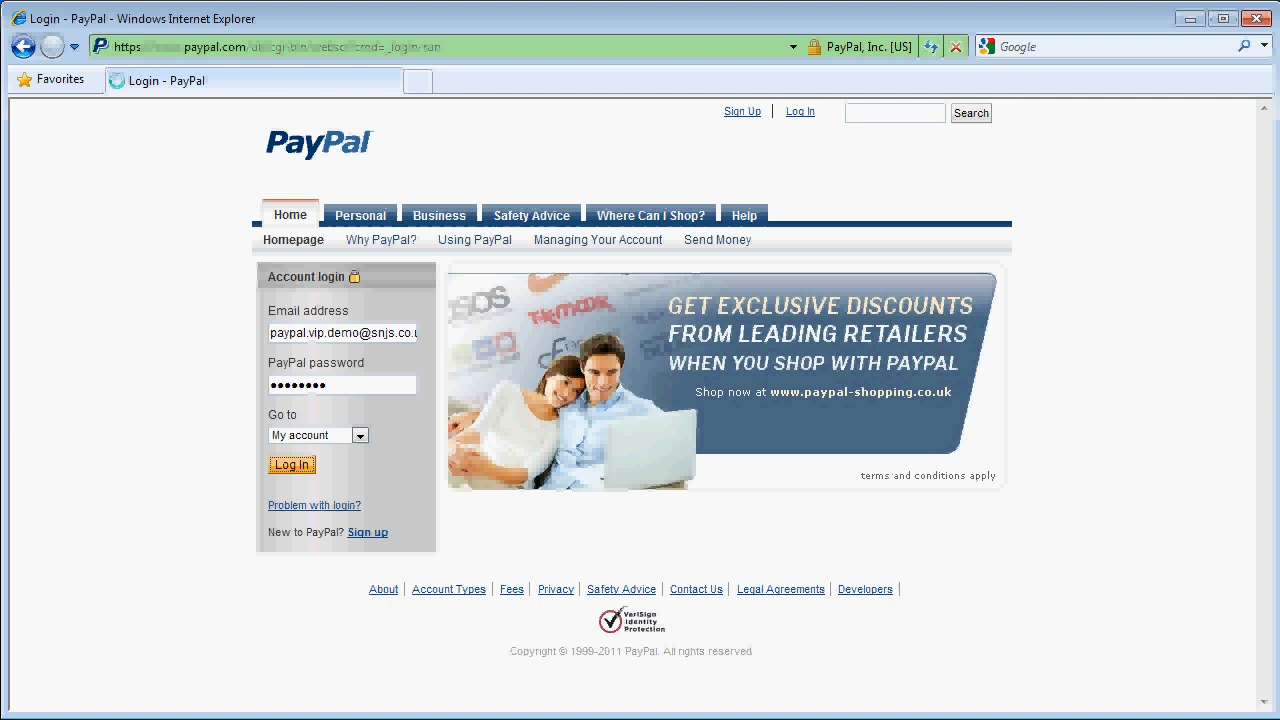 Login - PayPal - Windows Internet Explorer
https paypal.com
PayPal, Inc. [US]
Google
Favorites
Login - PayPal
Sign Up
Log In
Search
PayPal
Home
Personal
Business
Safety Advice
Where Can I Shop?
Help
Homepage
Why PayPal?
Using PayPal
Managing Your Account
Send Money
Account login
Email address
paypal.vip.demo@snjs.co.
PayPal password
Go to
My account
Log In
Problem with login?
New to PayPal? Sign up
TK-maxx
GET EXCLUSIVE DISCOUNTS
FROM LEADING RETAILERS
WHEN YOU SHOP WITH PAYPAL
Shop now at www.paypal-shopping.co.uk
terms and conditions apply
About
Account Types
Fees
Privacy
Safety Advice
Contact Us
Legal Agreements
Developers
VeriSign
Identity
Protection
Copyright © 1999-2011 PayPal. All rights reserved